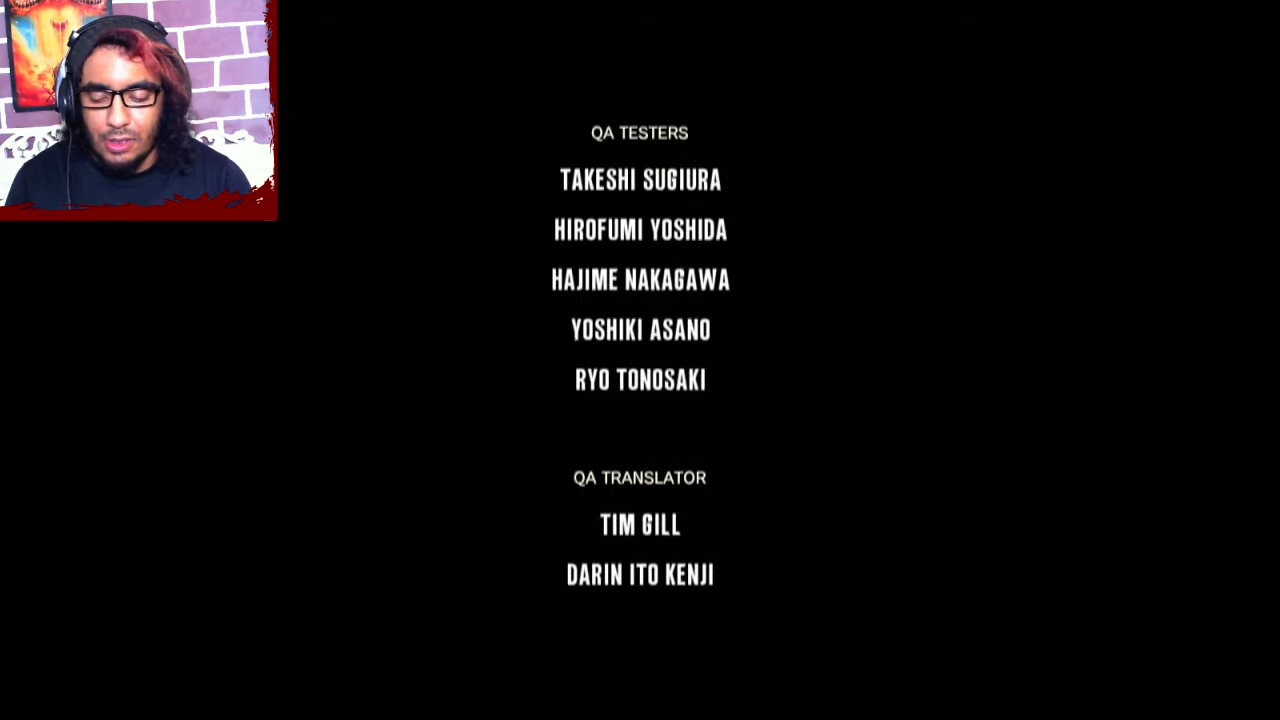 QA TESTERS
TAKESHI SUGIURA
HIROFUMI YOSHIDA
HAJIME NAKAGAWA
YOSHIKI ASANO
RYO TONOSAKI
QA TRANSLATOR
TIM GILL
DARIN ITO KENJI